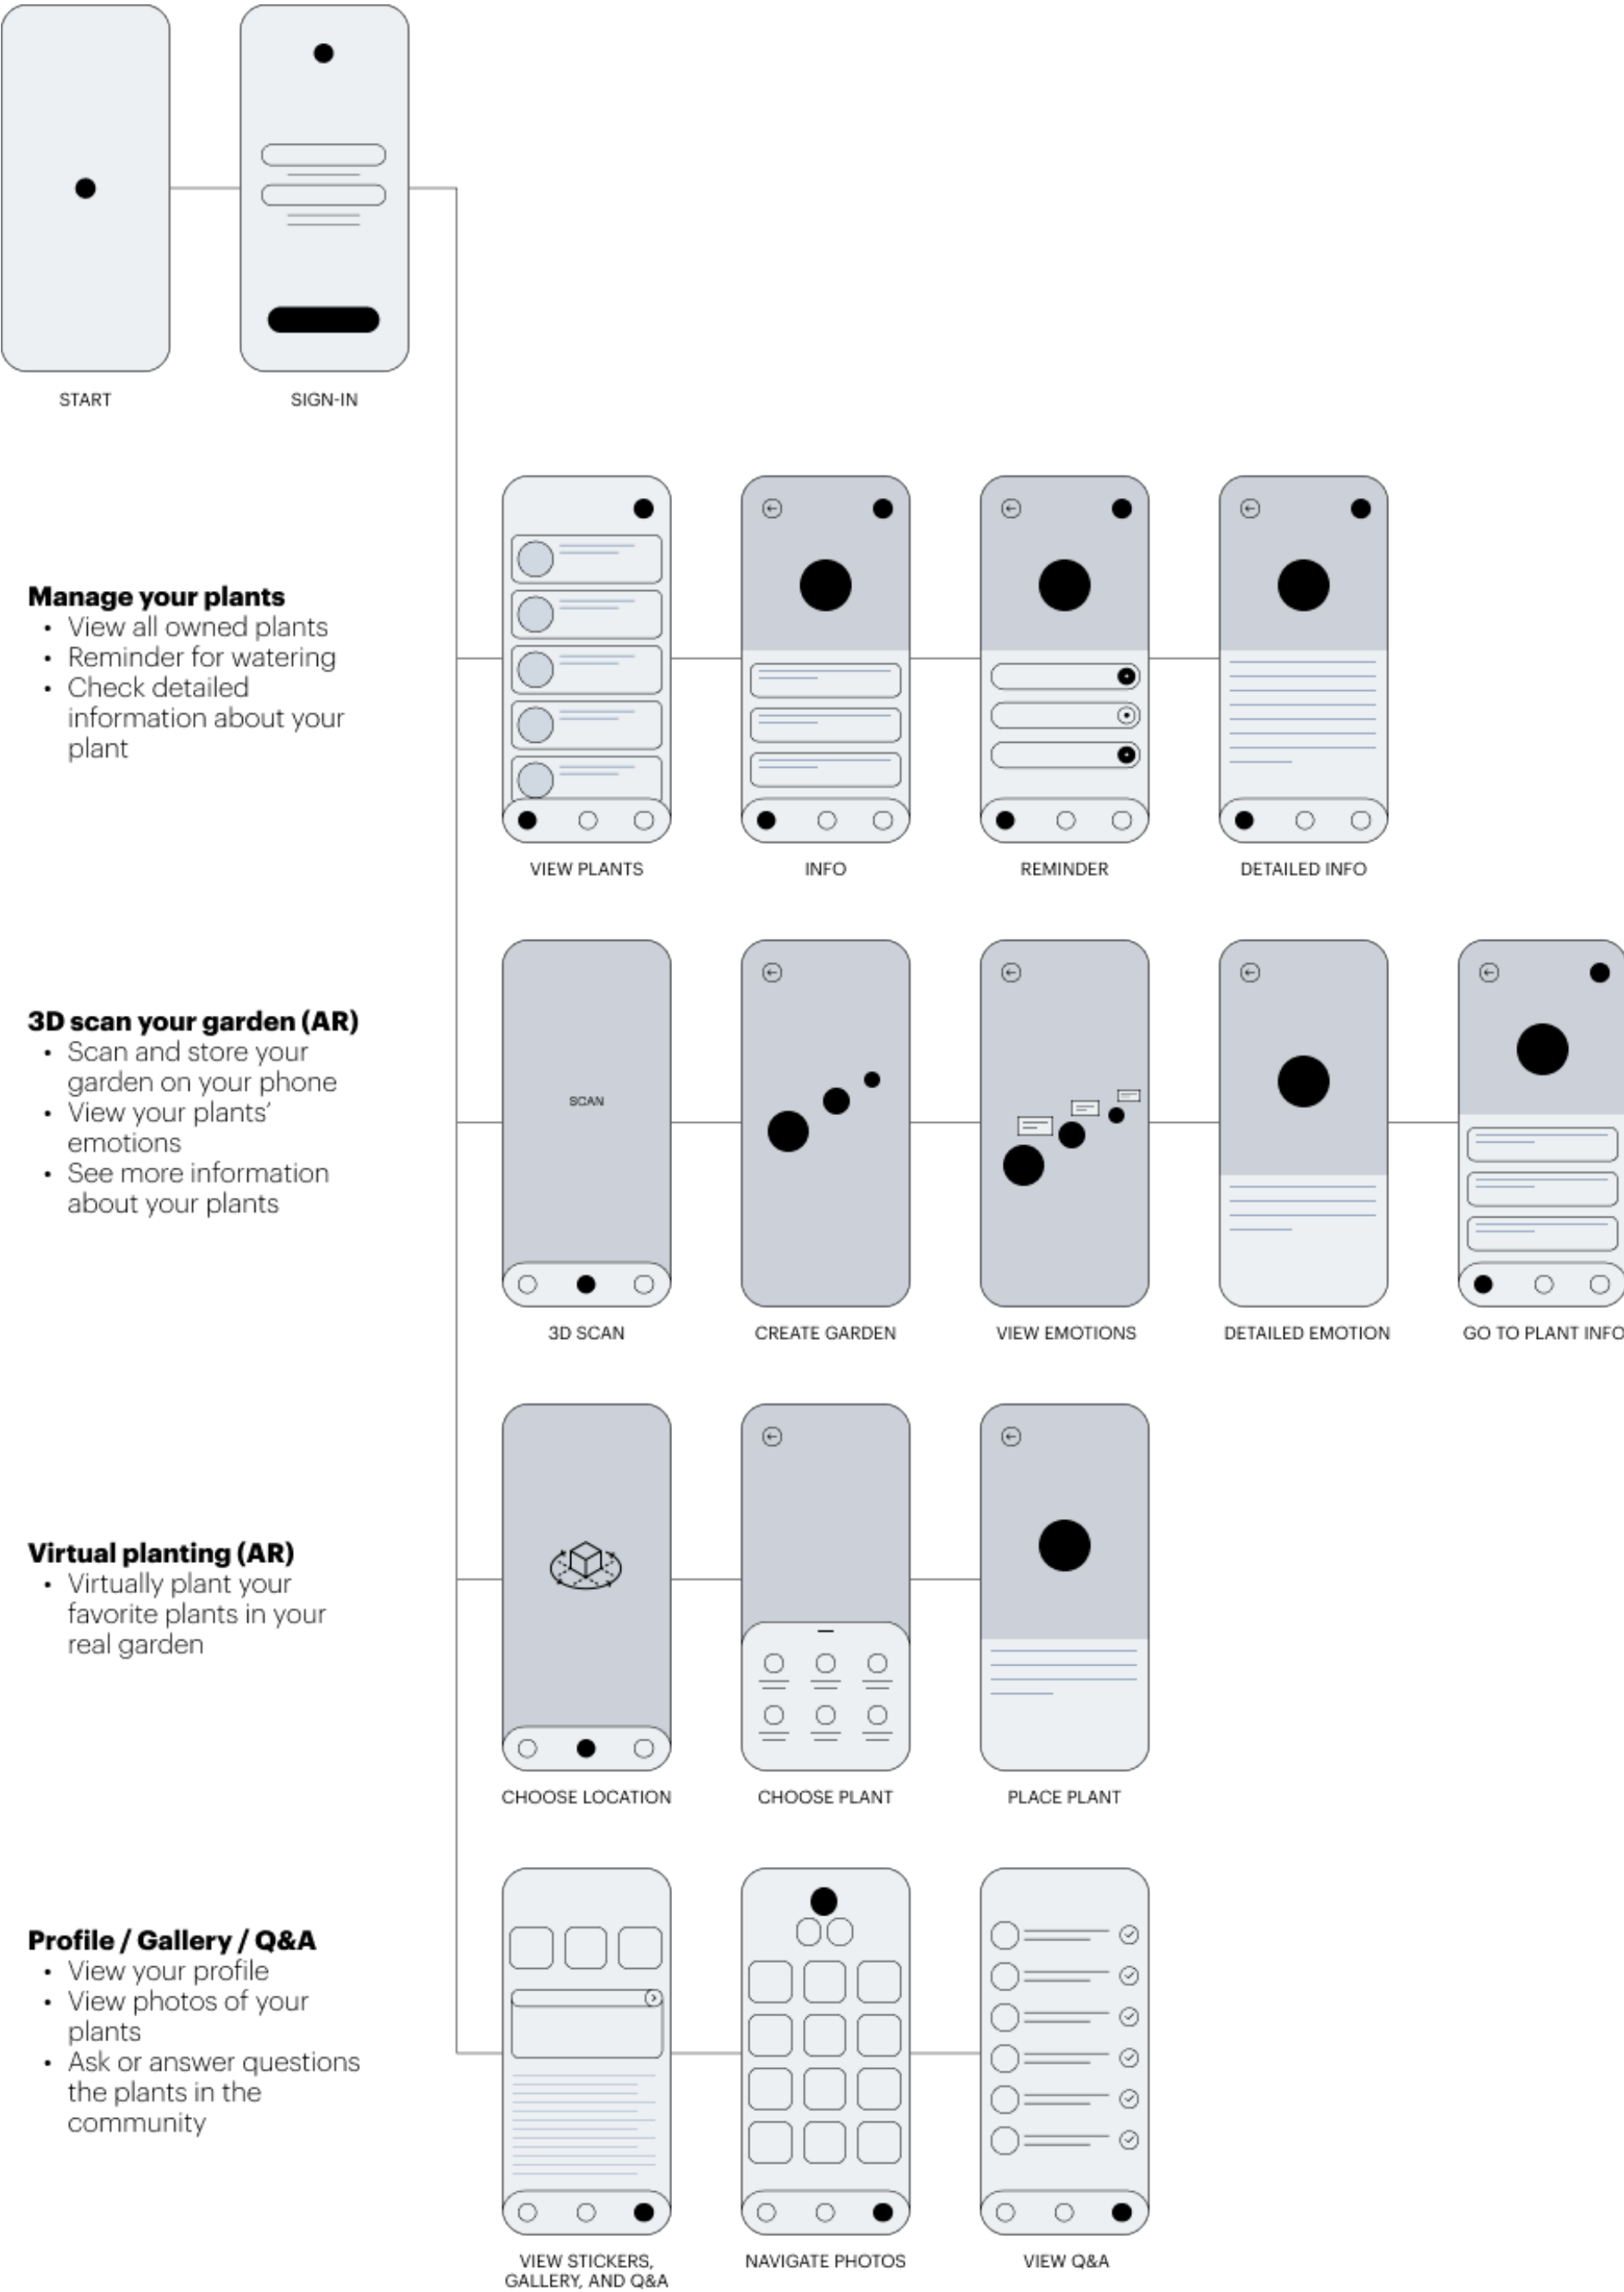 START
SIGN-IN
Manage your plants
• View all owned plants
• Reminder for watering
• Check detailed
information about your
plant
VIEW PLANTS
INFO
REMINDER
DETAILED INFO
3D scan your garden (AR)
• Scan and store your
garden on your phone
• View your plants’
emotions
• See more information
about your plants
SCAN
3D SCAN
CREATE GARDEN
VIEW EMOTIONS
DETAILED EMOTION
GO TO PLANT INFO
Virtual planting (AR)
• Virtually plant your
favorite plants in your
real garden
CHOOSE LOCATION
CHOOSE PLANT
PLACE PLANT
Profile / Gallery / Q&A
• View your profile
• View photos of your
plants
• Ask or answer questions
the plants in the
community
VIEW STICKERS,
GALLERY, AND Q&A
NAVIGATE PHOTOS
VIEW Q&A